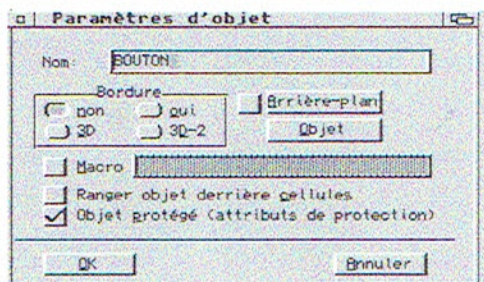 Paramètres d'objet
Nom: BOUTON
Bordure
non oui
3D 3D-2
Arrière-plan
Objet
Macro
Ranger objet derrière cellules
Objet protégé (attributs de protection)
OK Annuler